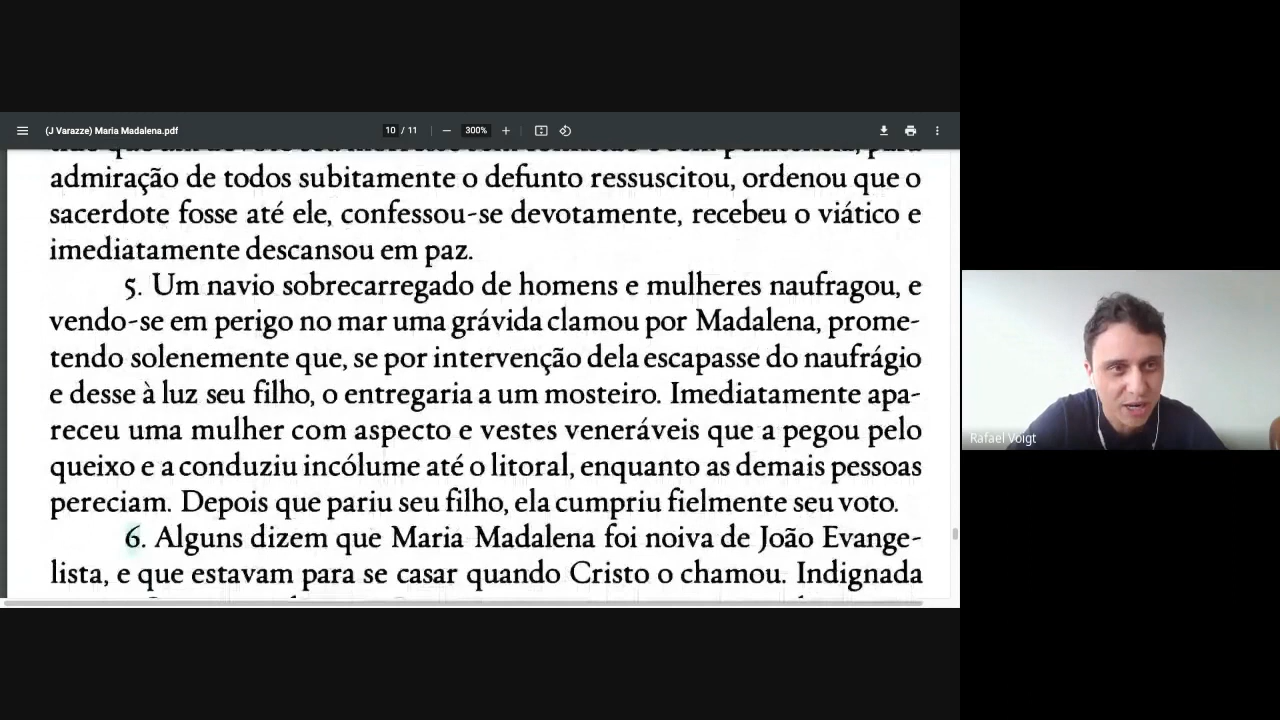 (J Varazze) Maria Madalena.pdf
10 / 11
300%
admiração de todos subitamente o defunto ressuscitou, ordenou que o
sacerdote fosse até ele, confessou-se devotamente, recebeu o viático e
imediatamente descansou em paz.
5. Um navio sobrecarregado de homens e mulheres naufragou, e
vendo-se em perigo no mar uma grávida clamou por Madalena, prome-
tendo solenemente que, se por intervenção dela escapasse do naufrágio
e desse à luz seu filho, o entregaria a um mosteiro. Imediatamente apa-
receu uma mulher com aspecto e vestes veneráveis que a pegou pelo
queixo e a conduziu incólume até o litoral, enquanto as demais pessoas
pereciam. Depois que pariu seu filho, ela cumpriu fielmente seu voto.
6. Alguns dizem que Maria Madalena foi noiva de João Evange-
lista, e que estavam para se casar quando Cristo o chamou. Indignada
Rafael Voigt